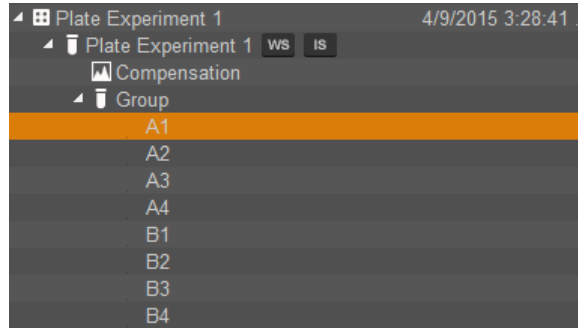 Plate Experiment 1 4/9/2015 3:28:41
Plate Experiment 1 WS IS
Compensation
Group
A1
A2
A3
A4
B1
B2
B3
B4